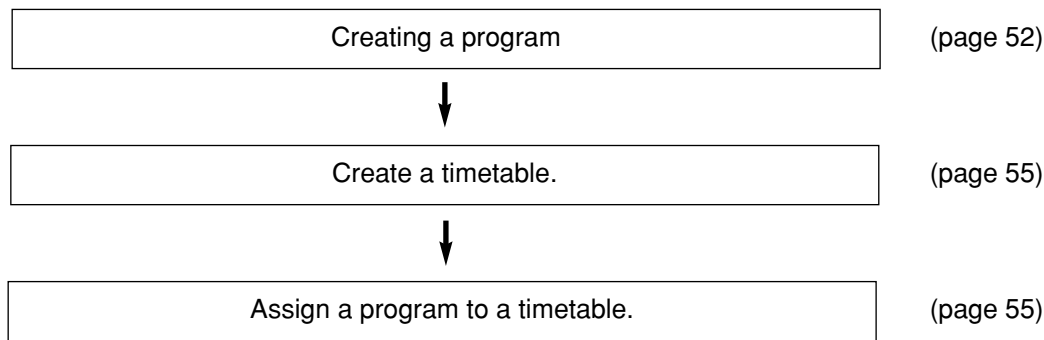 Creating a program (page 52)
Create a timetable. (page 55)
Assign a program to a timetable. (page 55)